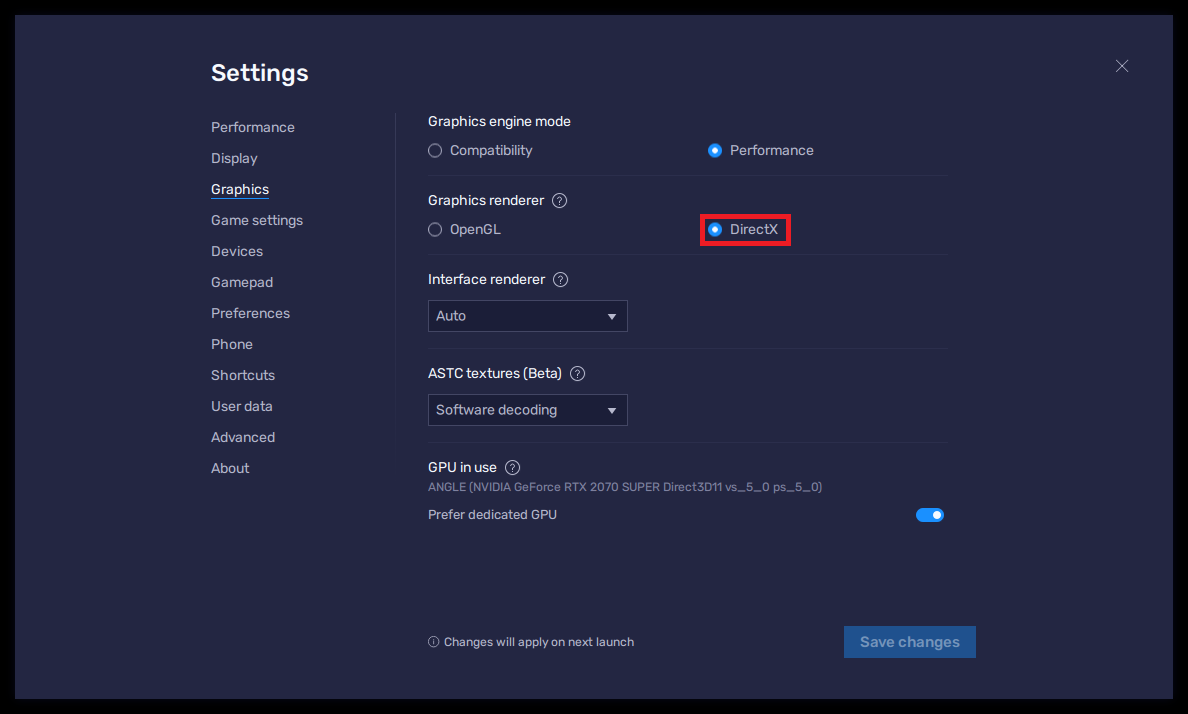 Settings
Performance
Display
Graphics
Game settings
Devices
Gamepad
Preferences
Phone
Shortcuts
User data
Advanced
About
Graphics engine mode
Compatibility Performance
Graphics renderer ?
OpenGL DirectX
Interface renderer ?
Auto
ASTC textures (Beta) ?
Software decoding
GPU in use ?
ANGLE (NVIDIA GeForce RTX 2070 SUPER Direct3D11 vs_5_0 ps_5_0)
Prefer dedicated GPU
Changes will apply on next launch
Save changes